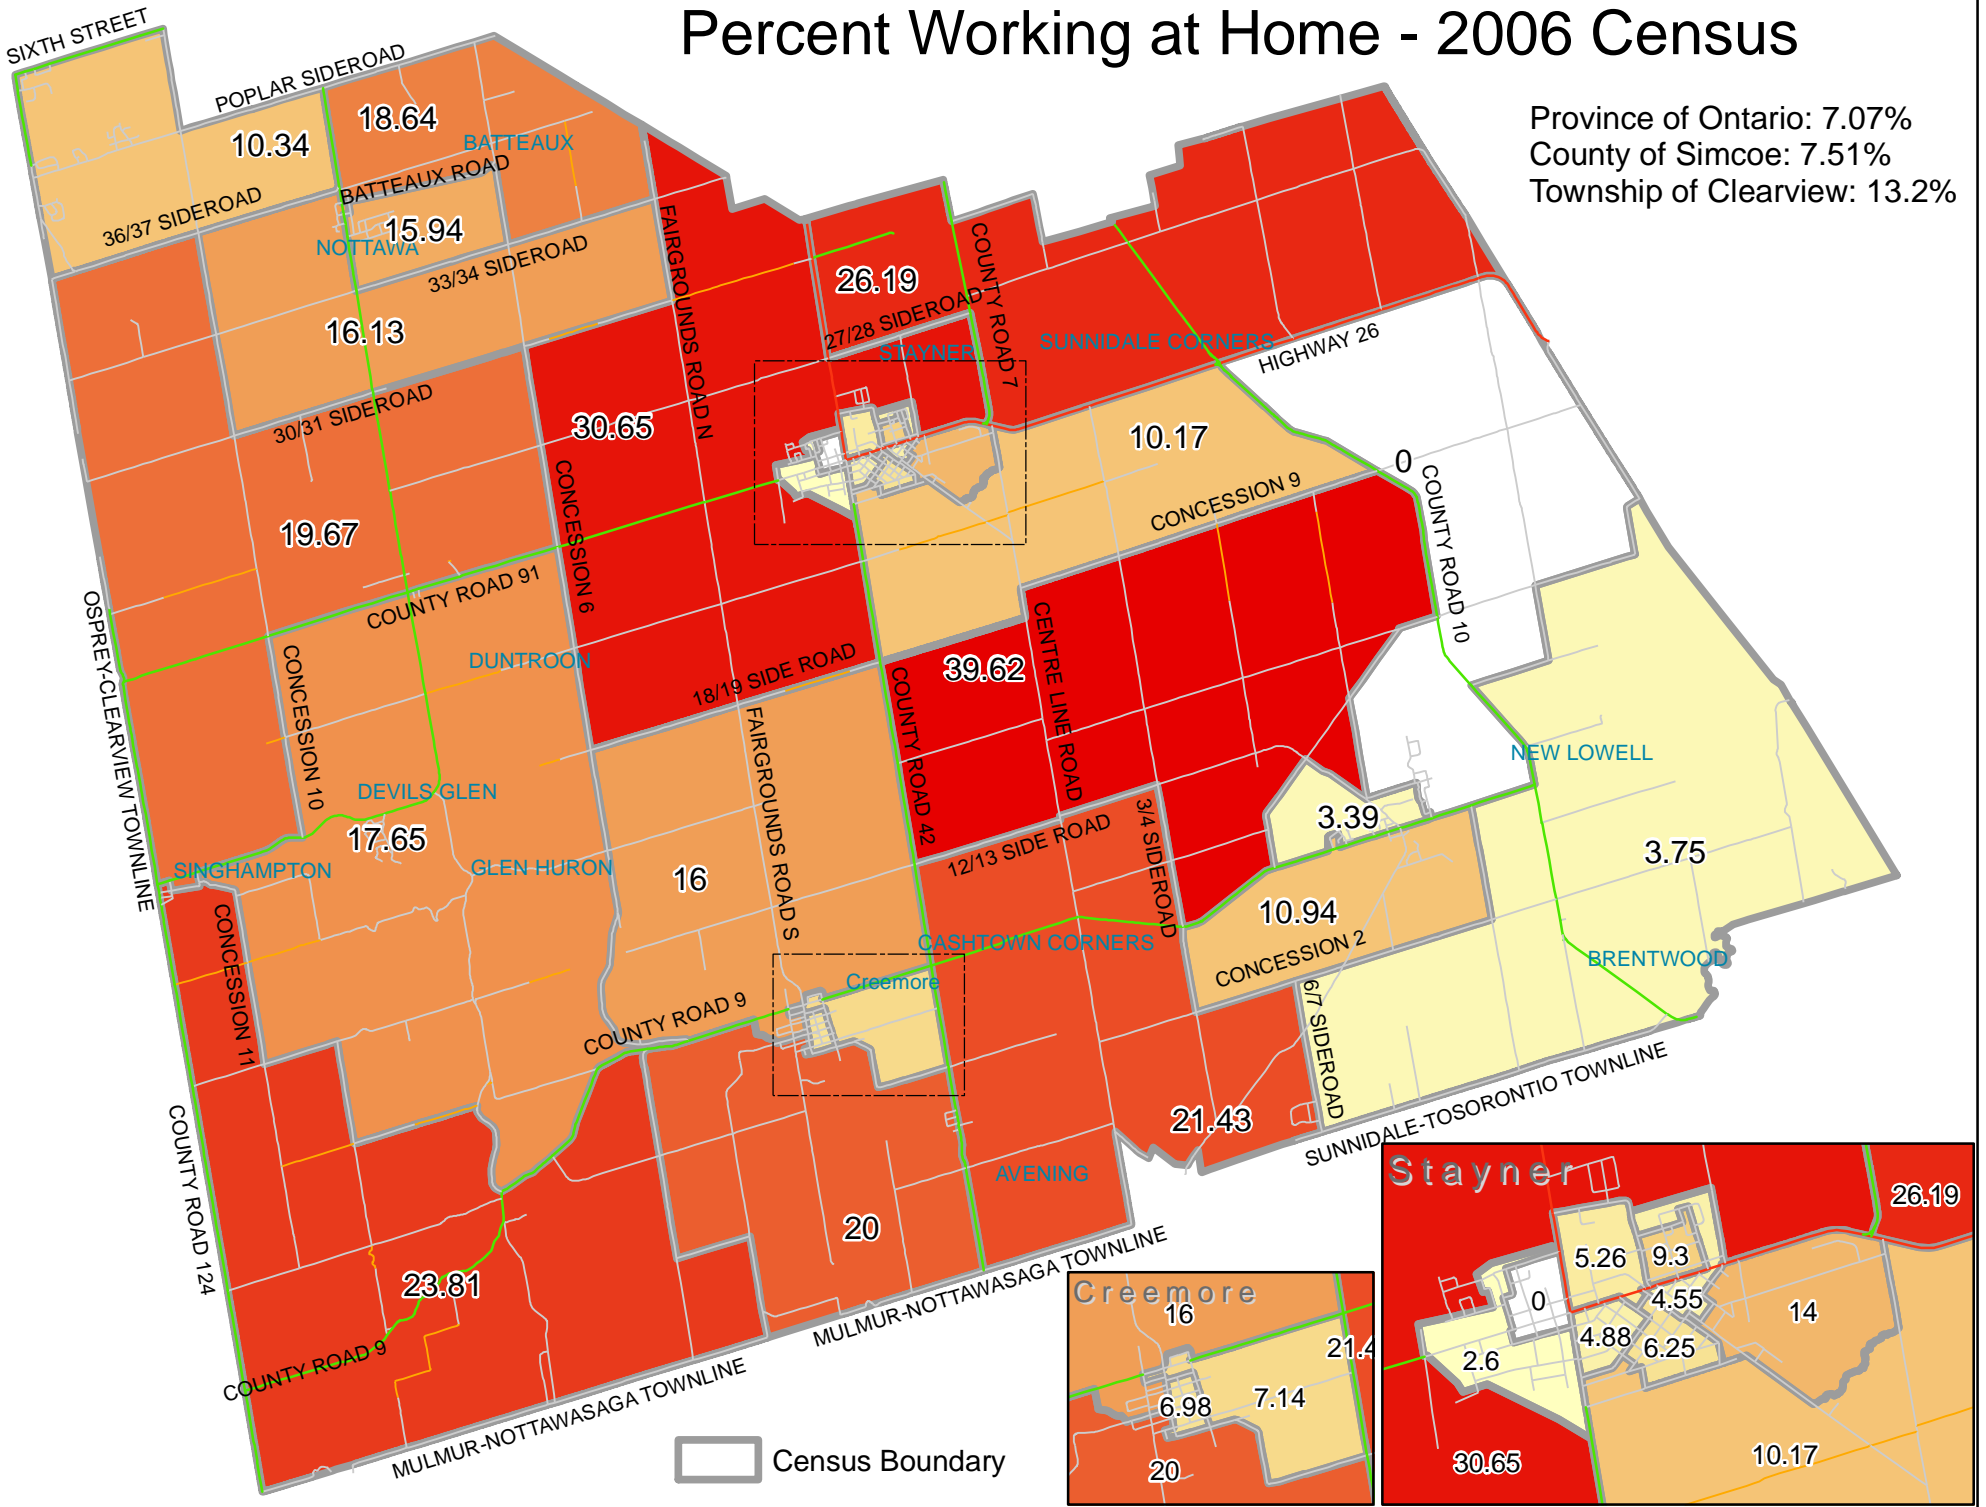 Percent Working at Home - 2006 Census
Province of Ontario: 7.07%
County of Simcoe: 7.51%
Township of Clearview: 13.2%
SIXTH STREET
POPLAR SIDEROAD
18.64
10.34
BATTEAUX
BATTEAUX ROAD
36/37 SIDEROAD
15.94
NOTTAWA
33/34 SIDEROAD
FAIRGROUNDS ROAD N
COUNTY ROAD 7
26.19
27/28 SIDEROAD
16.13
STAYNER
SUNNIDALE CORNERS
HIGHWAY 26
30/31 SIDEROAD
30.65
10.17
0
CONCESSION 9
COUNTY ROAD 10
19.67
CONCESSION 6
COUNTY ROAD 91
OSPREY-CLEARVIEW TOWNLINE
CONCESSION 10
DUNTROON
18/19 SIDE ROAD
39.62
CENTRE LINE ROAD
COUNTY ROAD 42
FAIRGROUNDS ROAD S
NEW LOWELL
DEVILS GLEN
17.65
3.39
3/4 SIDEROAD
12/13 SIDE ROAD
3.75
SINGHAMPTON
GLEN HURON
16
10.94
CONCESSION 11
CASHTOWN CORNERS
CONCESSION 2
BRENTWOOD
Creemore
6/7 SIDEROAD
COUNTY ROAD 9
21.43
SUNNIDALE-TOSORONTIO TOWNLINE
COUNTY ROAD 124
AVENING
20
23.81
COUNTY ROAD 9
MULMUR-NOTTAWASAGA TOWNLINE
MULMUR-NOTTAWASAGA TOWNLINE
Census Boundary
Creemore
16
21.4
7.14
6.98
20
Stayner
26.19
5.26
9.3
0
4.55
14
4.88
6.25
2.6
30.65
10.17